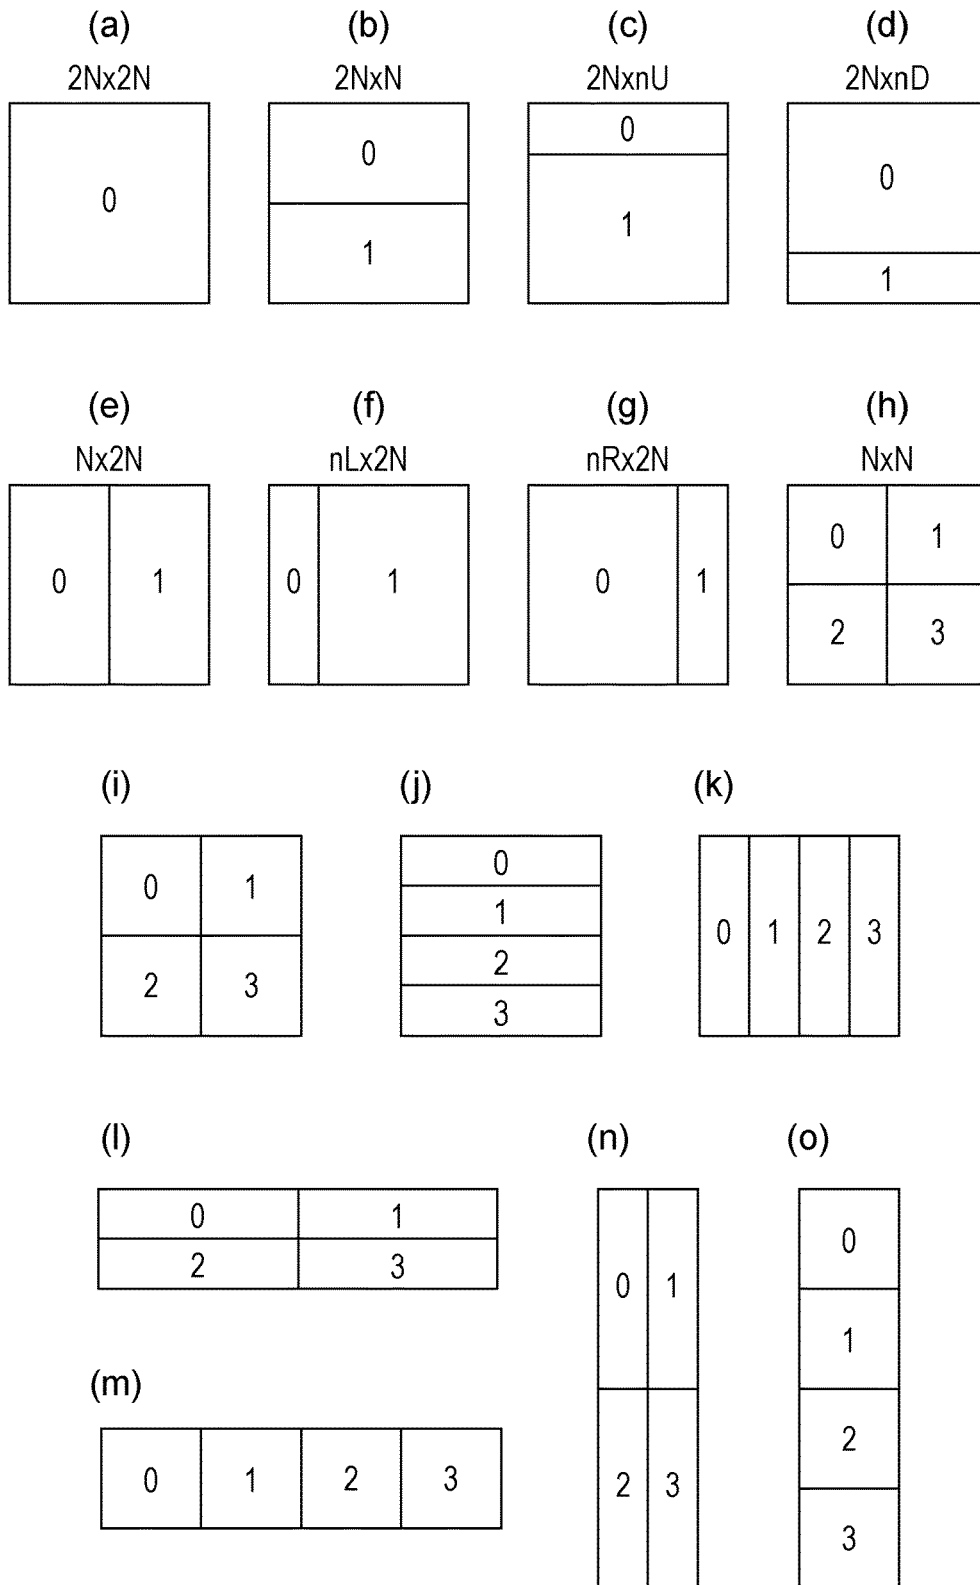 (a) (b) (c) (d)
2Nx2N 2NxN 2NxnU 2NxnD
0 0 0 0
1 1 1
(e) (f) (g) (h)
Nx2N nLx2N nRx2N NxN
0 1 0 1 0 1 0 1
2 3
(i) (j) (k)
0 1 0 0 1 2 3
1
2 3 2
3
(l) (n) (o)
0 1 0 1 0
2 3 1
(m) 2
0 1 2 3 2 3 3